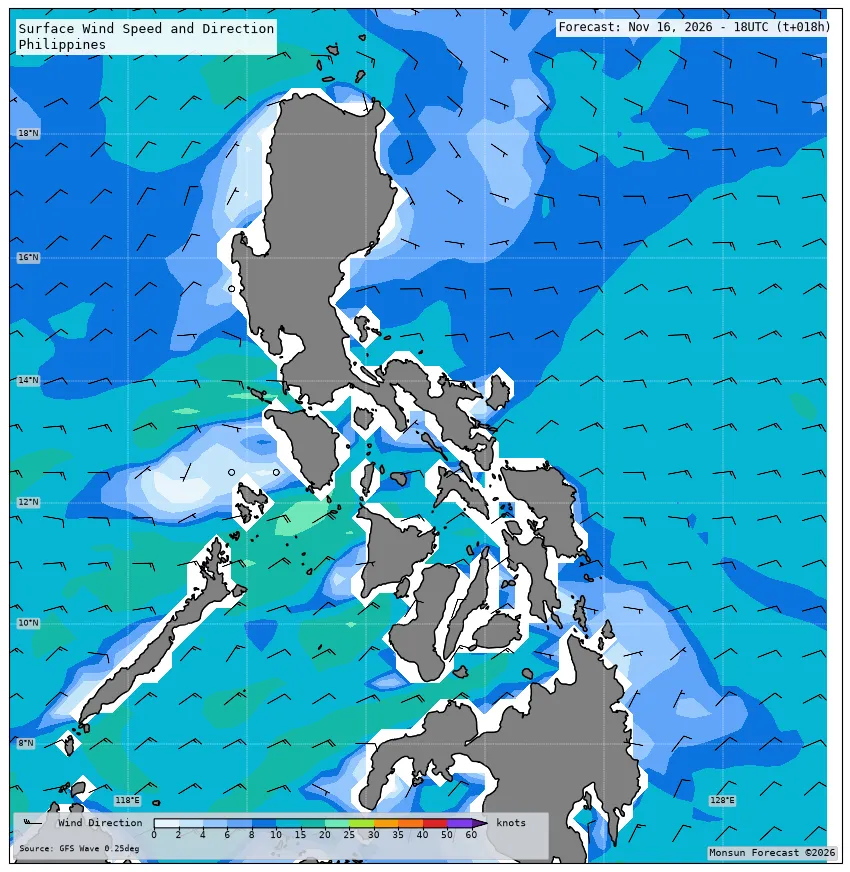 Surface Wind Speed and Direction
Philippines
Forecast: Nov 16, 2026 - 18UTC (t+018h)
18°N
16°N
14°N
12°N
10°N
8°N
118°E
128°E
Wind Direction
0 2 4 6 8 10 15 20 25 30 35 40 50 60
knots
Source: GFS Wave 0.25deg
Monsun Forecast ©2026